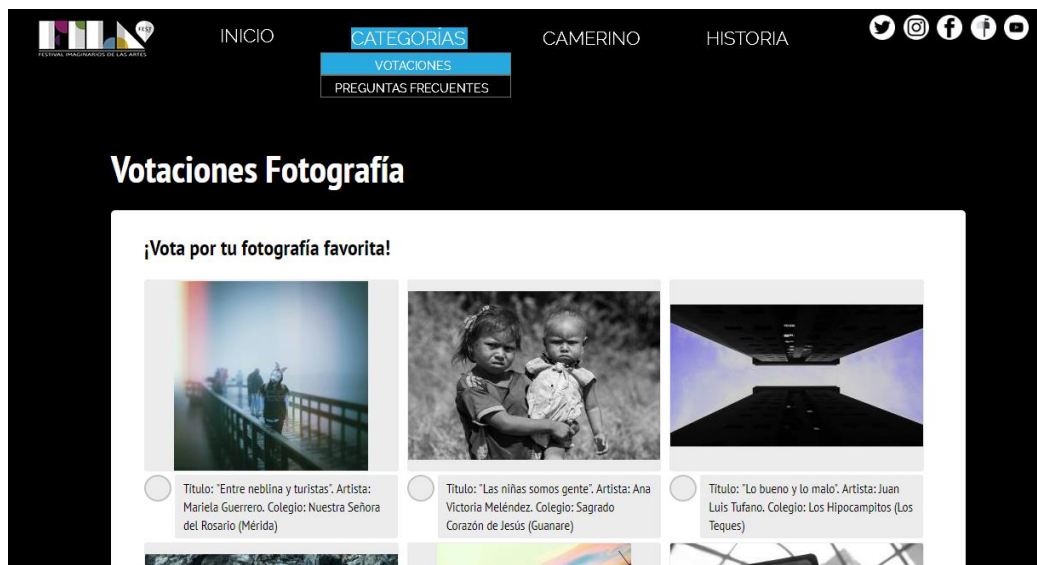 FEST
FESTIVAL IMAGINARIOS DE LAS ARTES
INICIO
CATEGORÍAS
CAMERINO
HISTORIA
VOTACIONES
PREGUNTAS FRECUENTES
Votaciones Fotografía
¡Vota por tu fotografía favorita!
Título: "Entre neblina y turistas". Artista:
Mariela Guerrero. Colegio: Nuestra Señora
del Rosario (Mérida)
Título: "Las niñas somos gente". Artista: Ana
Victoria Meléndez. Colegio: Sagrado
Corazón de Jesús (Guanare)
Título: "Lo bueno y lo malo". Artista: Juan
Luis Tufano. Colegio: Los Hipocampitos (Los
Teques)